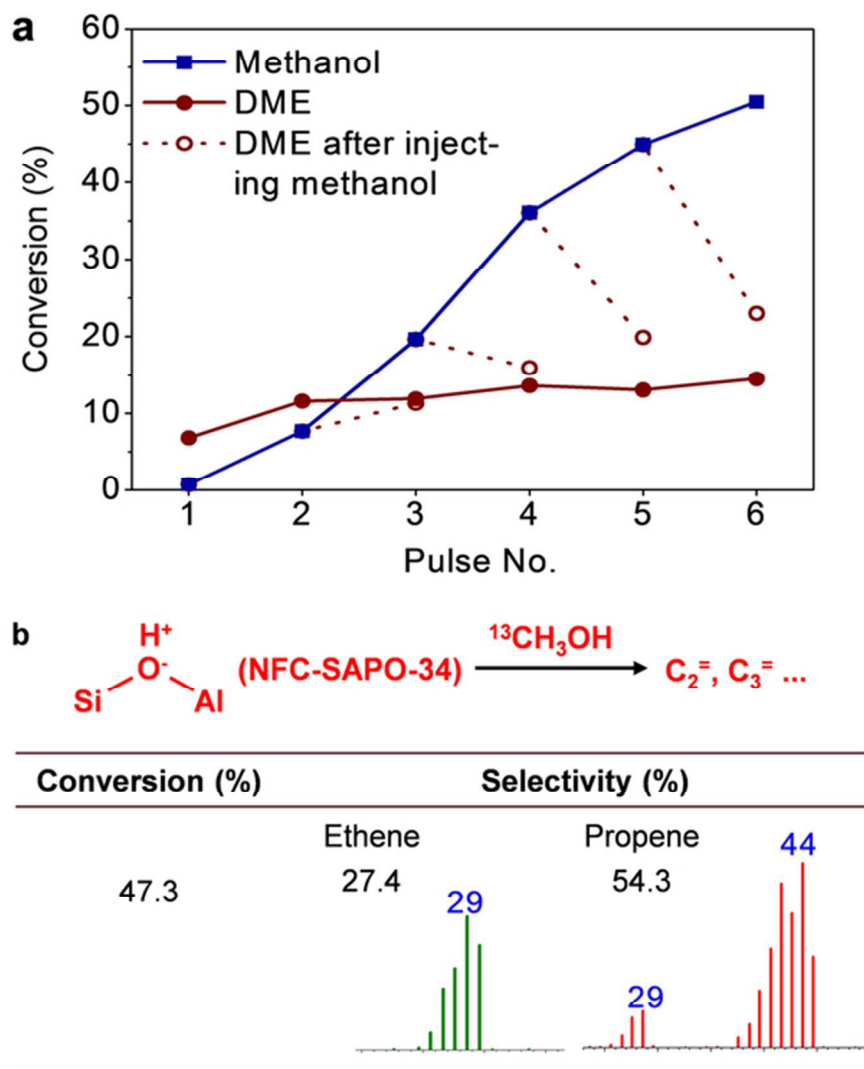 a
60
50
40
30
20
10
0
Conversion (%)
Methanol
DME
DME after inject-
ing methanol
1 2 3 4 5 6
Pulse No.
b
H⁺
O⁻
Si Al
(NFC-SAPO-34)
¹³CH₃OH
C₂⁼, C₃⁼ ...
Conversion (%) Selectivity (%)
Ethene Propene
47.3 27.4 54.3
29 29 44